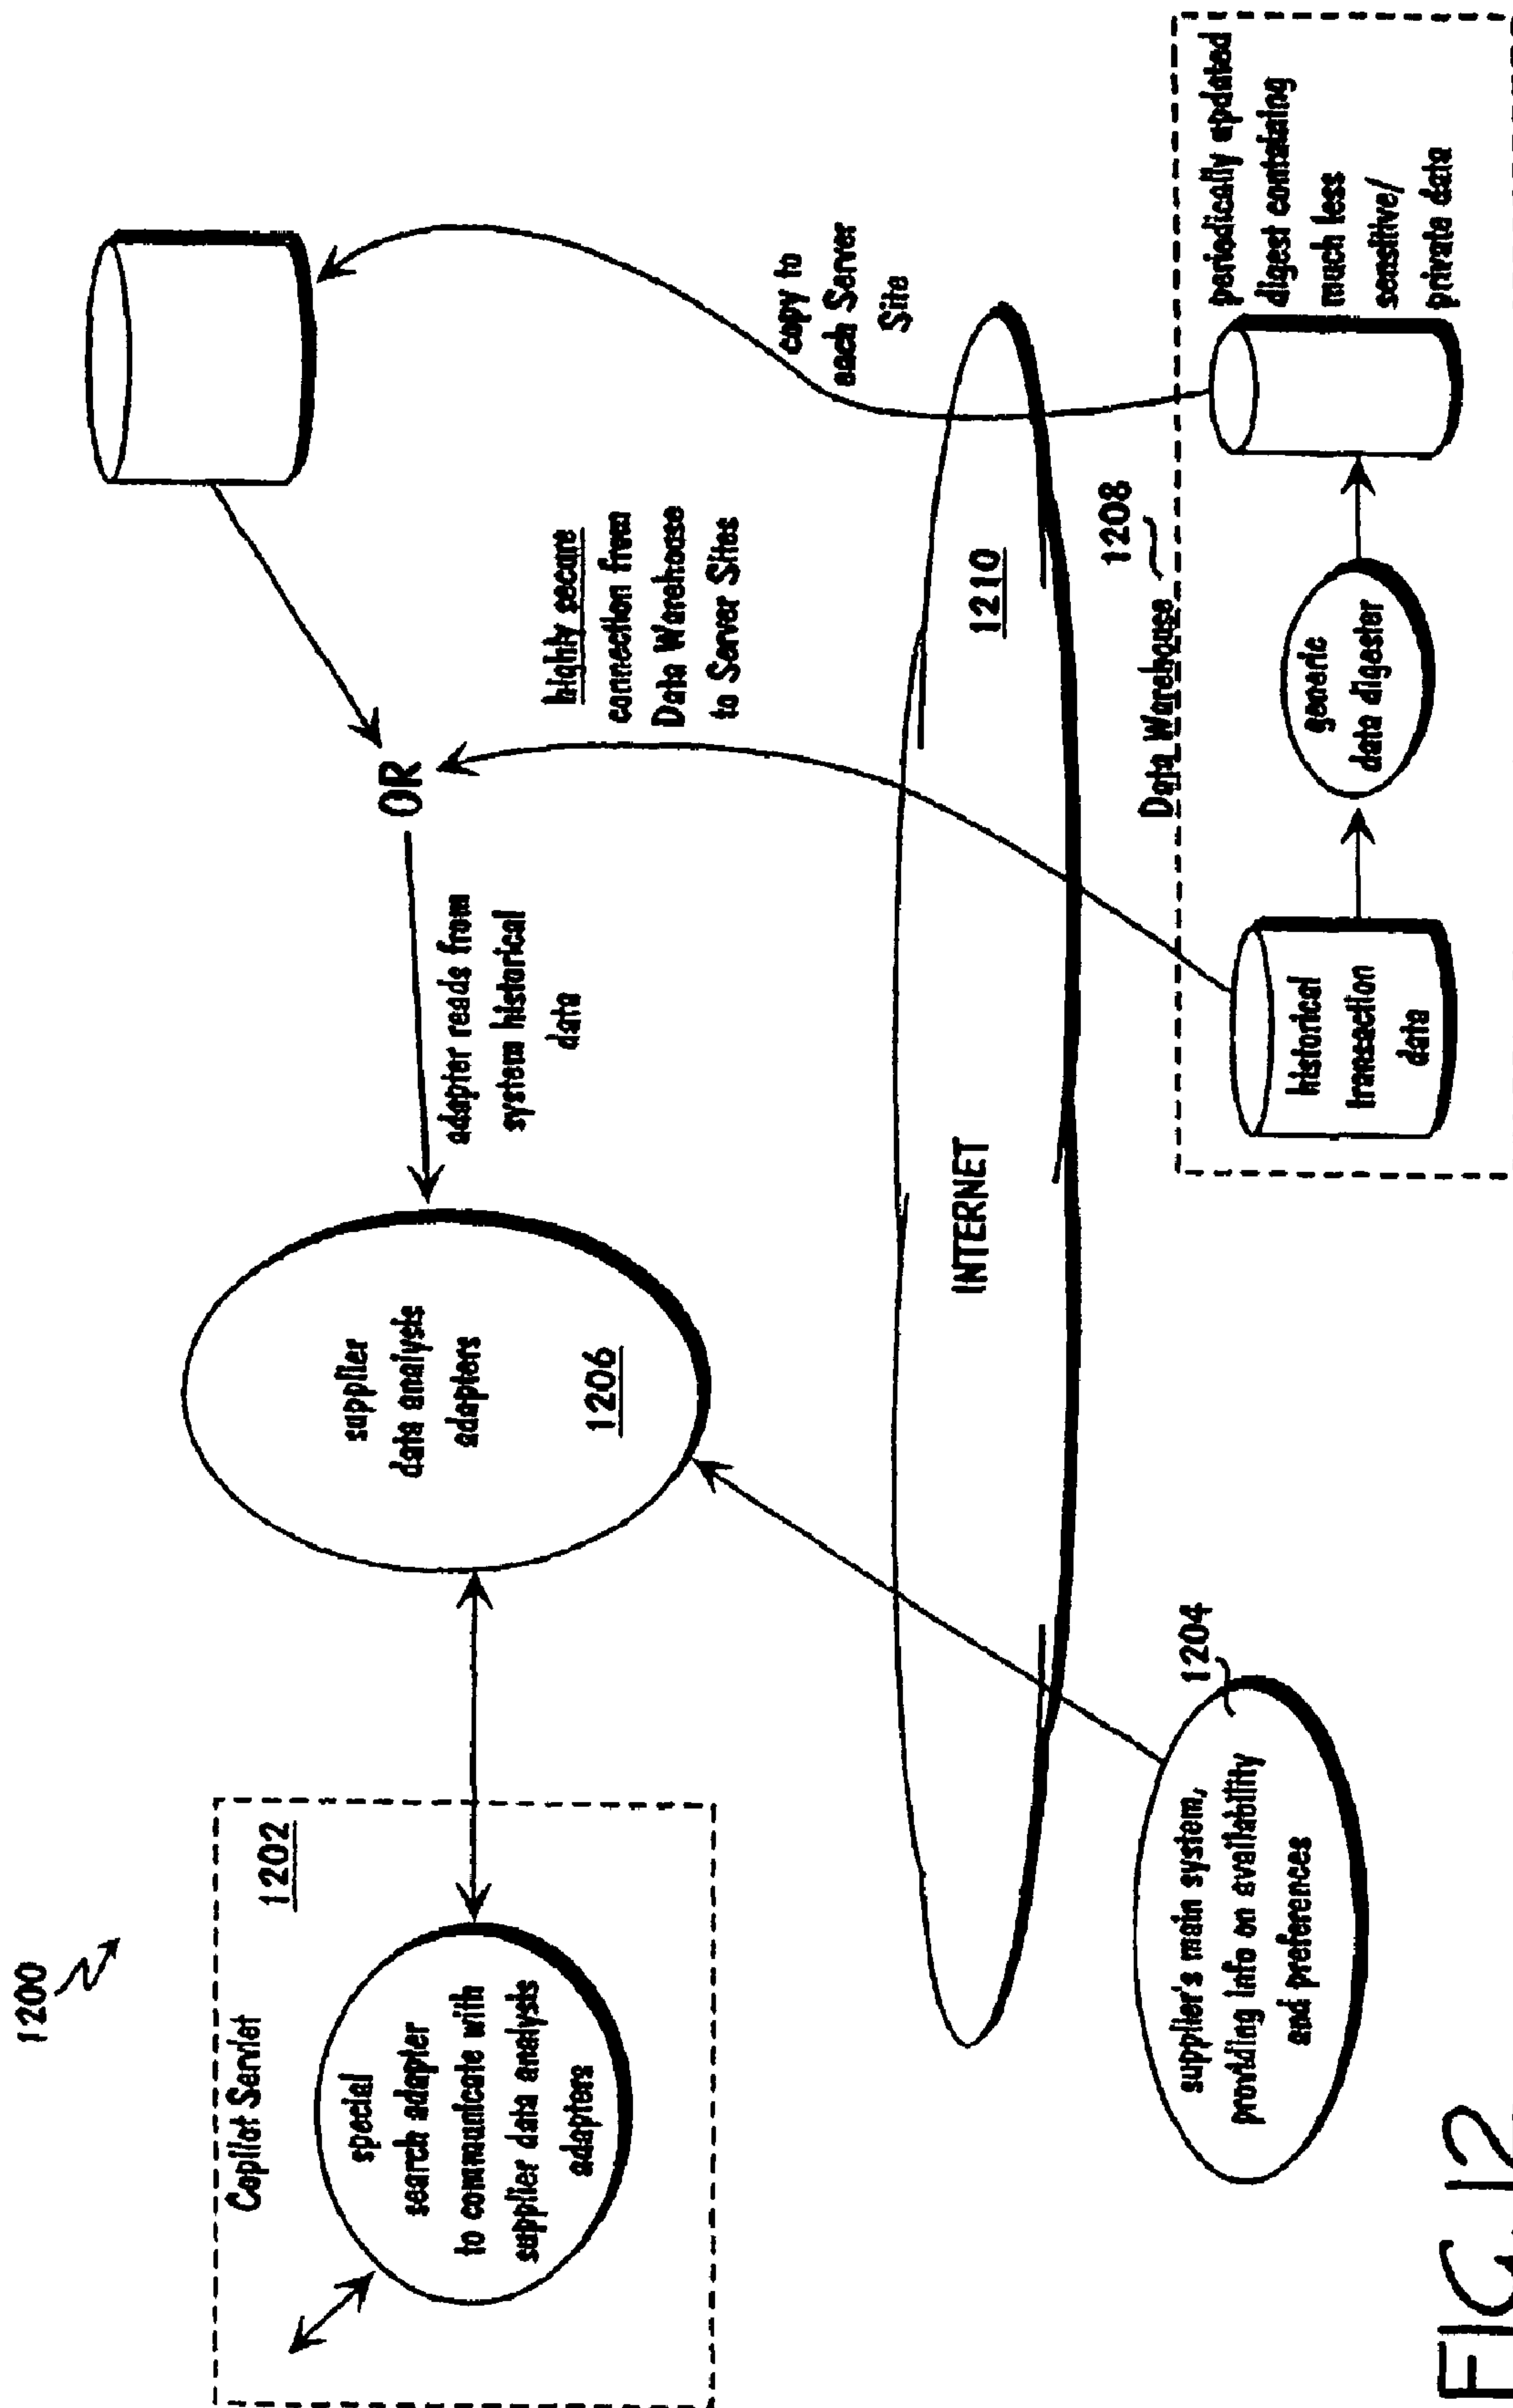 1200
Copilot Servlet
1202
special
search adapter
to communicate with
supplier data analysis
adapters
supplier
data analysis
adapters
1206
adapter reads from
system historical
data
OR
highly secure
connection from
Data Warehouse
to Server Sites
copy to
each Server
Site
INTERNET
1210
supplier's main system,
providing info on availability
and preferences
1204
Data Warehouse
1208
historical
transaction
data
generic
data digester
periodically updated
digest containing
much less
sensitive/
private data
FIG. 12